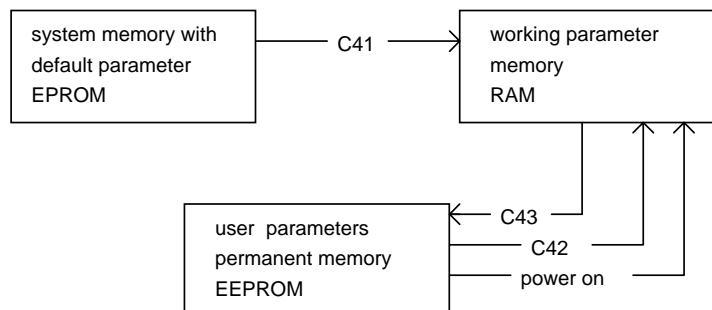 system memory with
default parameter
EPROM
C41
working parameter
memory
RAM
user parameters
permanent memory
EEPROM
C43
C42
power on